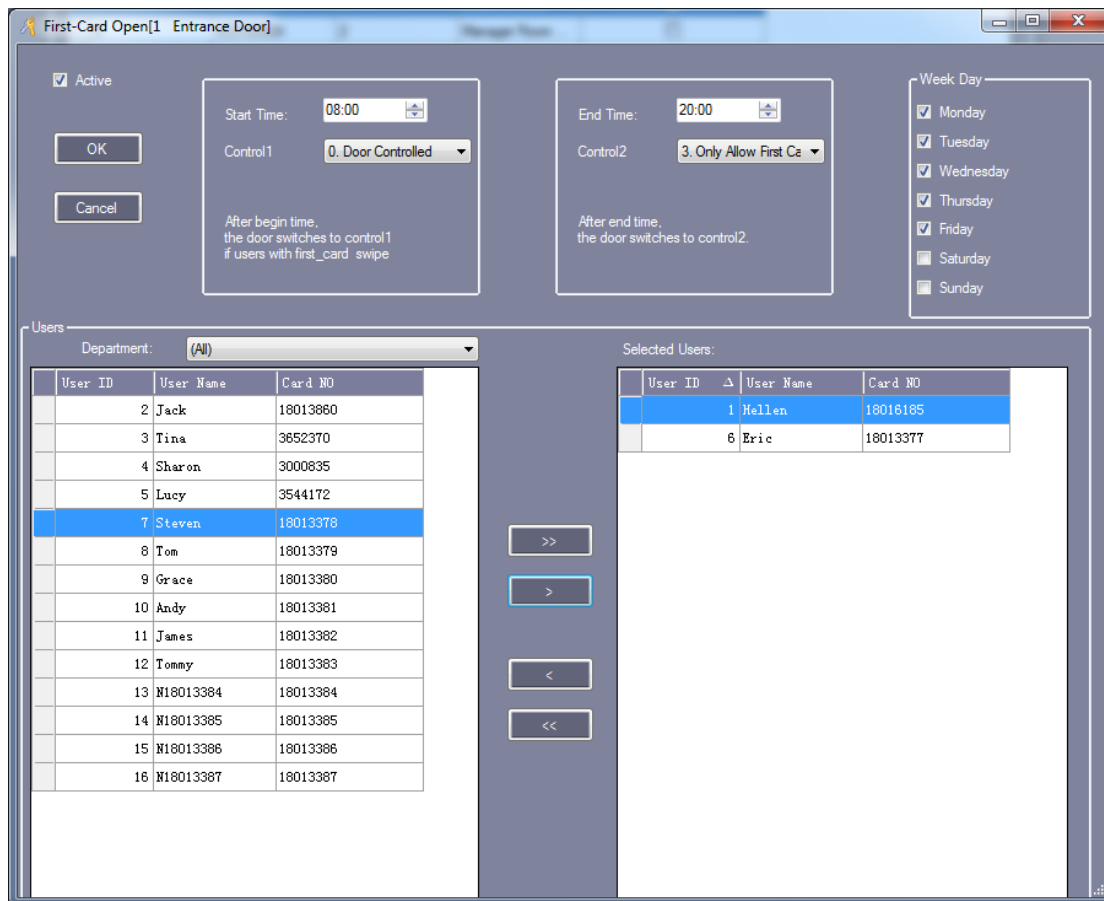 First-Card Open[1 Entrance Door]
Active
OK
Cancel
Start Time: 08:00
Control1 0. Door Controlled
After begin time,
the door switches to control1
if users with first_card swipe
End Time: 20:00
Control2 3. Only Allow First Ca
After end time,
the door switches to control2.
Week Day
Monday
Tuesday
Wednesday
Thursday
Friday
Saturday
Sunday
Users
Department: (All)
User ID User Name Card NO
2 Jack 18013860
3 Tina 3652370
4 Sharon 3000835
5 Lucy 3544172
7 Steven 18013378
8 Tom 18013379
9 Grace 18013380
10 Andy 18013381
11 James 18013382
12 Tommy 18013383
13 N18013384 18013384
14 N18013385 18013385
15 N18013386 18013386
16 N18013387 18013387
>>
>
<
<<
Selected Users:
User ID User Name Card NO
1 Hellen 18016185
6 Eric 18013377